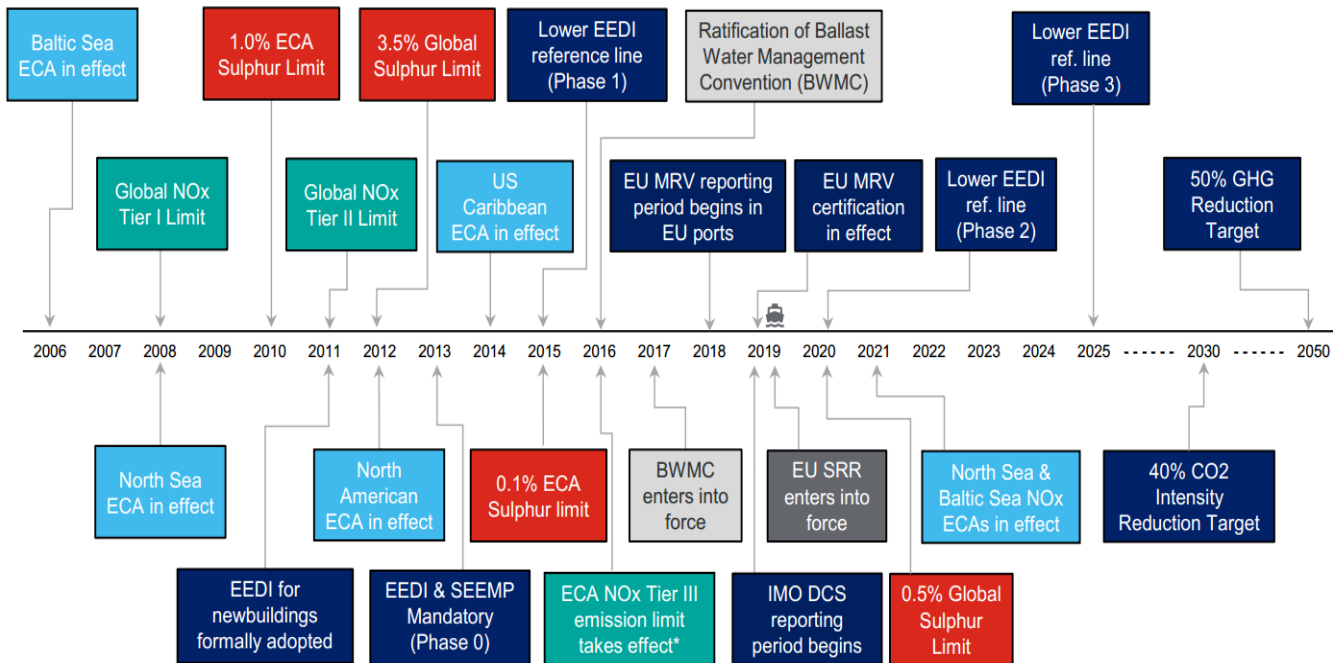 Baltic Sea
ECA in effect
1.0% ECA
Sulphur Limit
3.5% Global
Sulphur Limit
Lower EEDI
reference line
(Phase 1)
Ratification of Ballast
Water Management
Convention (BWMC)
Lower EEDI
ref. line
(Phase 3)
Global NOx
Tier I Limit
Global NOx
Tier II Limit
US
Caribbean
ECA in effect
EU MRV reporting
period begins in
EU ports
EU MRV
certification
in effect
Lower EEDI
ref. line
(Phase 2)
50% GHG
Reduction
Target
2006 2007 2008 2009 2010 2011 2012 2013 2014 2015 2016 2017 2018 2019 2020 2021 2022 2023 2024 2025 ------ 2030 ------ 2050
North Sea
ECA in effect
North
American
ECA in effect
0.1% ECA
Sulphur limit
BWMC
enters into
force
EU SRR
enters into
force
North Sea &
Baltic Sea NOx
ECAs in effect
40% CO2
Intensity
Reduction Target
EEDI for
newbuildings
formally adopted
EEDI & SEEMP
Mandatory
(Phase 0)
ECA NOx Tier III
emission limit
takes effect*
IMO DCS
reporting
period begins
0.5% Global
Sulphur
Limit